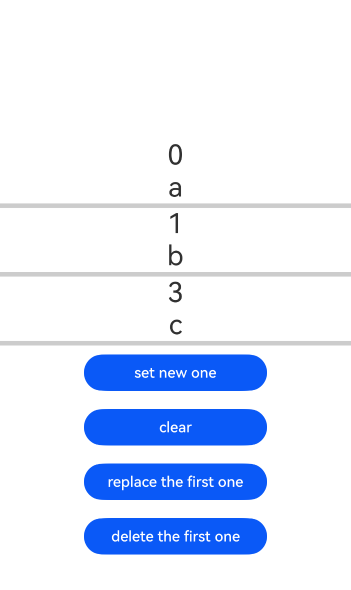 0
a
1
b
3
c
set new one
clear
replace the first one
delete the first one